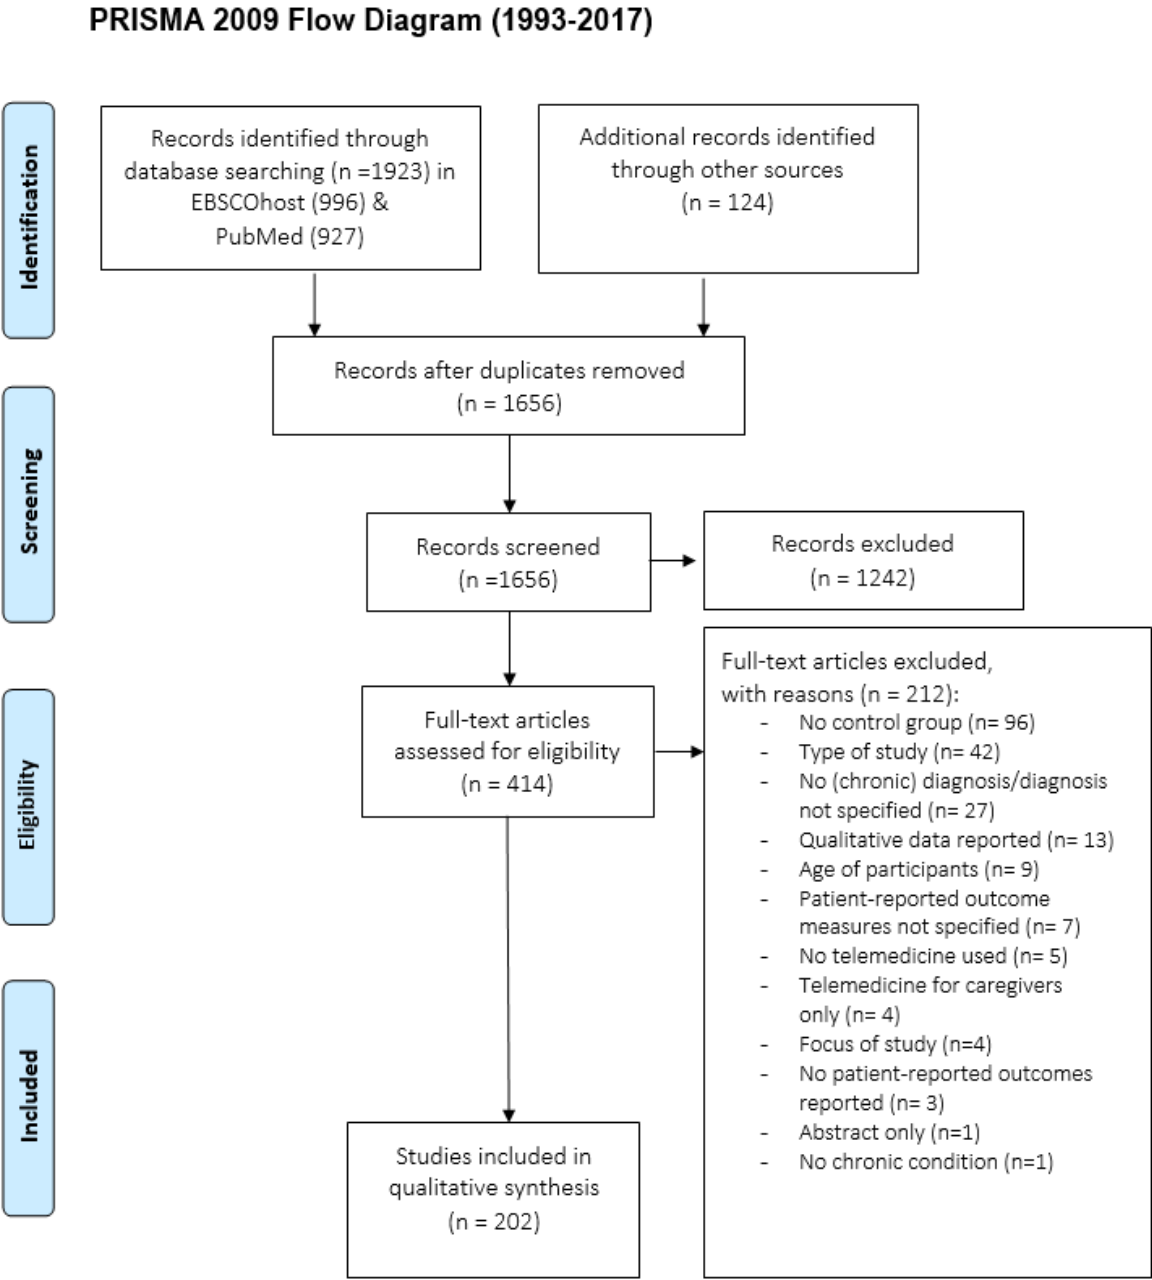 PRISMA 2009 Flow Diagram (1993-2017)
Identification
Records identified through
database searching (n =1923) in
EBSCOhost (996) &
PubMed (927)
Additional records identified
through other sources
(n = 124)
Records after duplicates removed
(n = 1656)
Screening
Records screened
(n =1656)
Records excluded
(n = 1242)
Eligibility
Full-text articles
assessed for eligibility
(n = 414)
Full-text articles excluded,
with reasons (n = 212):
- No control group (n= 96)
- Type of study (n= 42)
- No (chronic) diagnosis/diagnosis
not specified (n= 27)
- Qualitative data reported (n= 13)
- Age of participants (n= 9)
- Patient-reported outcome
measures not specified (n= 7)
- No telemedicine used (n= 5)
- Telemedicine for caregivers
only (n= 4)
- Focus of study (n=4)
- No patient-reported outcomes
reported (n= 3)
- Abstract only (n=1)
- No chronic condition (n=1)
Included
Studies included in
qualitative synthesis
(n = 202)